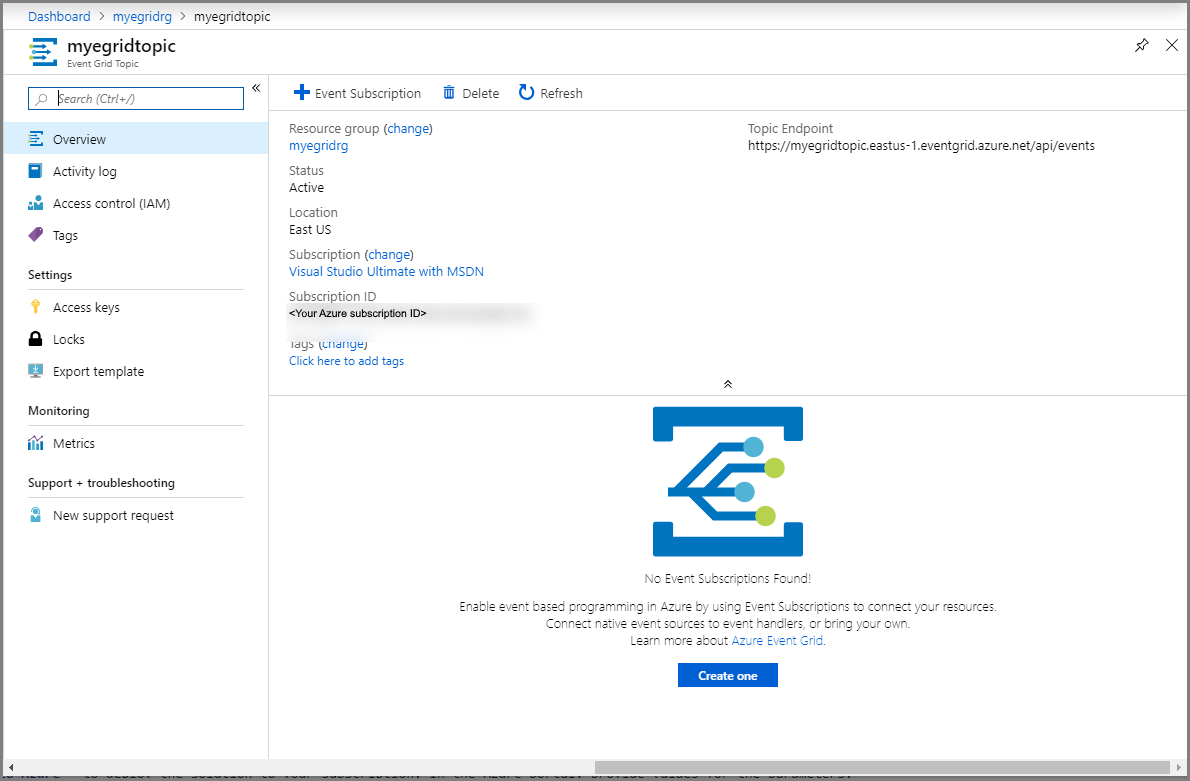 Dashboard > myegridrg > myegridtopic
myegridtopic
Event Grid Topic
Search (Ctrl+/)
«
Overview
Activity log
Access control (IAM)
Tags
Settings
Access keys
Locks
Export template
Monitoring
Metrics
Support + troubleshooting
New support request
Event Subscription Delete Refresh
Resource group (change)
myegridrg
Status
Active
Location
East US
Subscription (change)
Visual Studio Ultimate with MSDN
Subscription ID
<Your Azure subscription ID>
Tags (change)
Click here to add tags
Topic Endpoint
https://myegridtopic.eastus-1.eventgrid.azure.net/api/events
No Event Subscriptions Found!
Enable event based programming in Azure by using Event Subscriptions to connect your resources.
Connect native event sources to event handlers, or bring your own.
Learn more about Azure Event Grid.
Create one